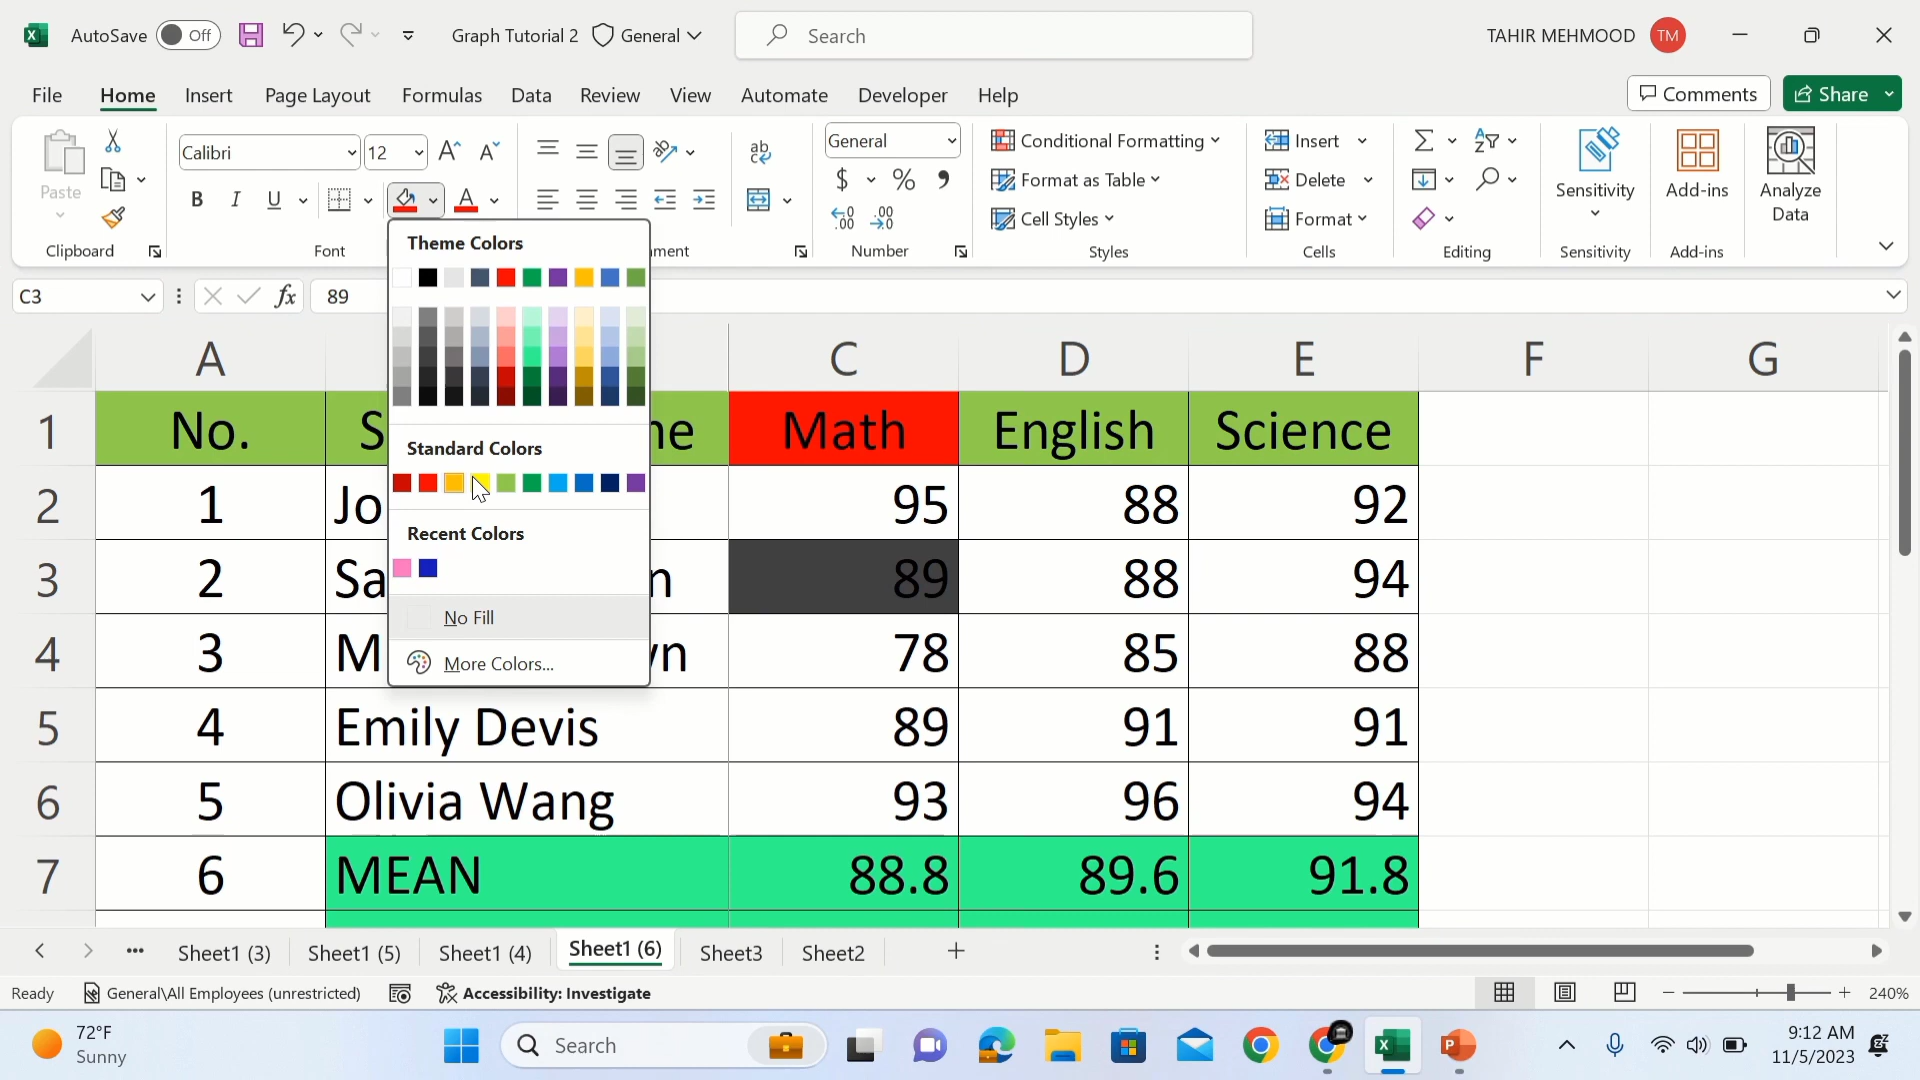 AutoSave Off Graph Tutorial 2 General Search TAHIR MEHMOOD TM
File Home Insert Page Layout Formulas Data Review View Automate Developer Help Comments Share
Paste Calibri 12 General Conditional Formatting Insert Sensitivity Add-ins Analyze Data
B I U A $ % Format as Table Delete
Cell Styles Format
Clipboard Font ment Number Styles Cells Editing Sensitivity Add-ins
C3 fx 89
Theme Colors
Standard Colors
Recent Colors
No Fill
More Colors...
A C D E F G
1 No. S ne Math English Science
2 1 Jo 95 88 92
3 2 Sa n 89 88 94
4 3 M vn 78 85 88
5 4 Emily Devis 89 91 91
6 5 Olivia Wang 93 96 94
7 6 MEAN 88.8 89.6 91.8
Sheet1 (3) Sheet1 (5) Sheet1 (4) Sheet1 (6) Sheet3 Sheet2
Ready General\All Employees (unrestricted) Accessibility: Investigate 240%
72°F
Sunny
Search
9:12 AM
11/5/2023